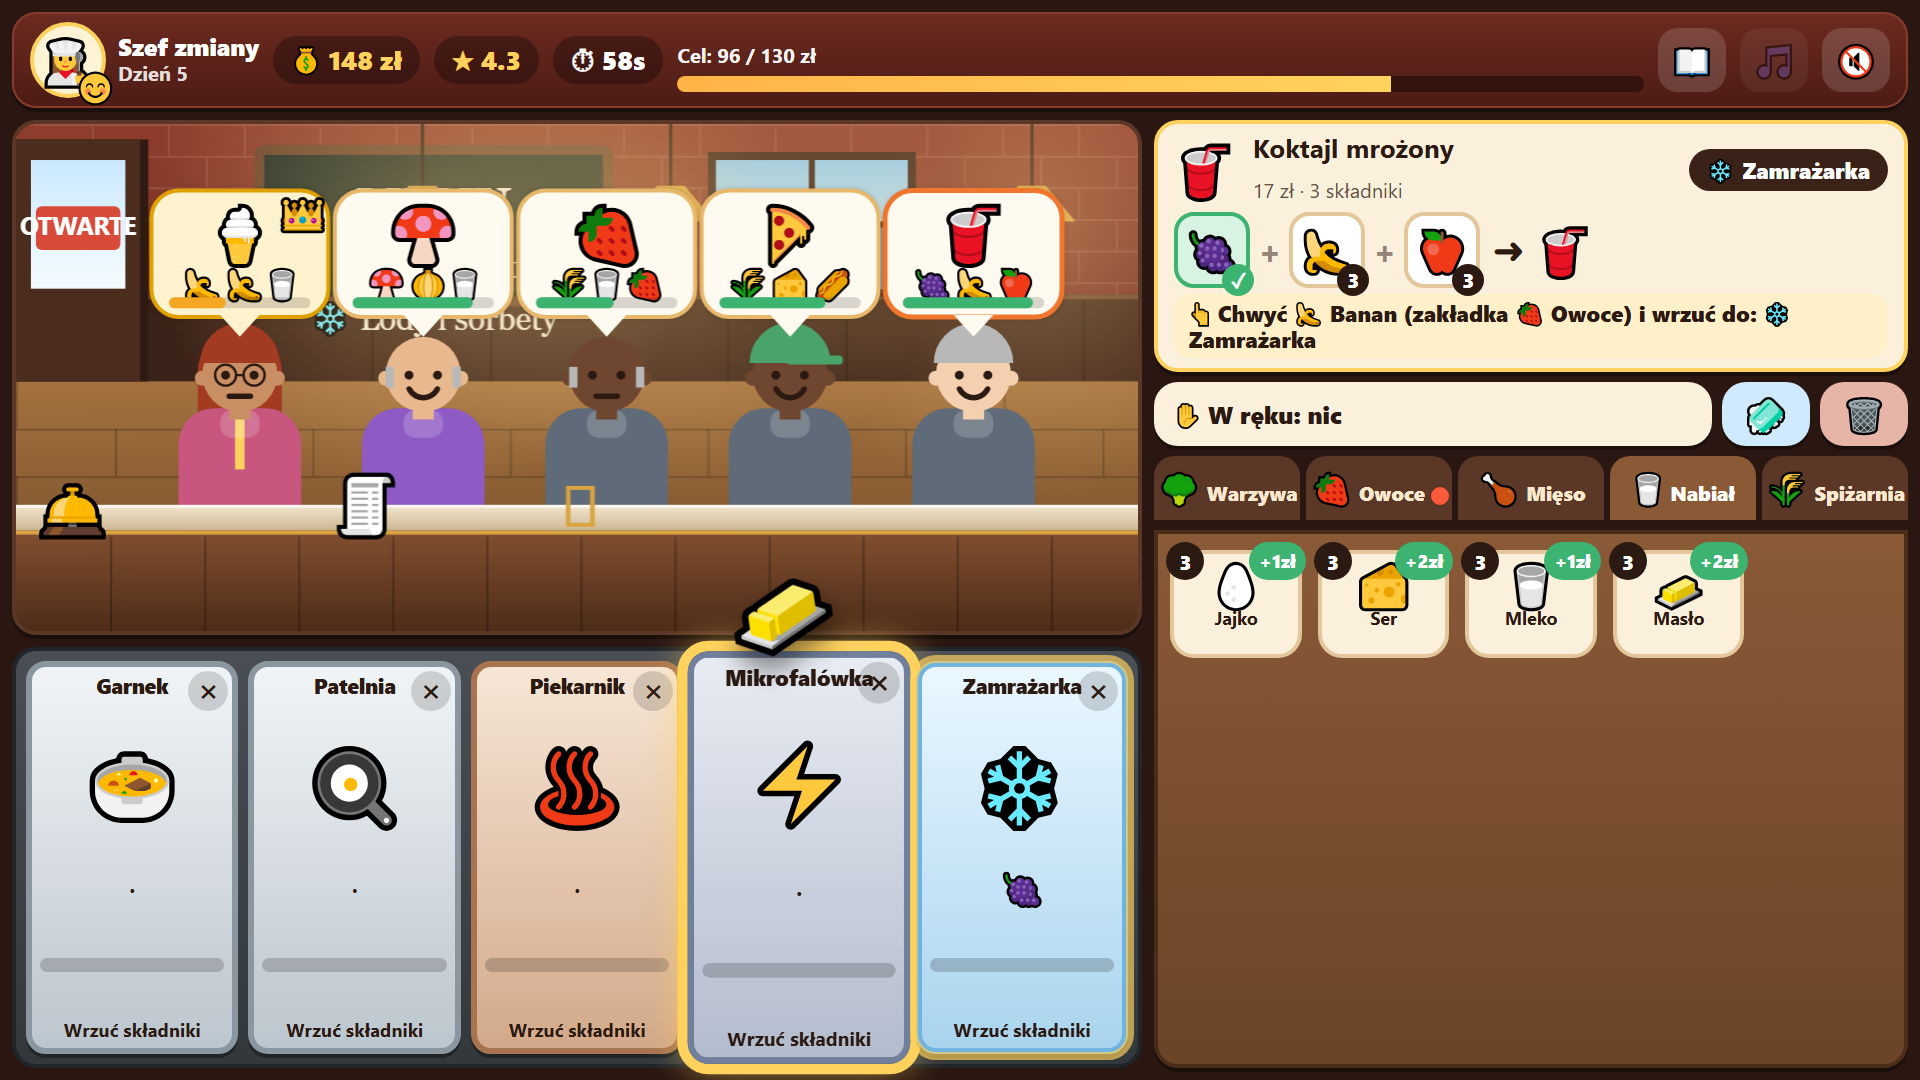 Szef zmiany
Dzień 5
148 zł
★ 4.3
58s
Cel: 96 / 130 zł
OTWARTE
Lody i sorbety
Koktajl mrożony
17 zł · 3 składniki
Zamrażarka
+
3
+
3
Chwyć Banan (zakładka Owoce) i wrzuć do:
Zamrażarka
W ręku: nic
Warzywa
Owoce
Mięso
Nabiał
Spiżarnia
3 +1zł
Jajko
3 +2zł
Ser
3 +1zł
Mleko
3 +2zł
Masło
Garnek
Wrzuć składniki
Patelnia
Wrzuć składniki
Piekarnik
Wrzuć składniki
Mikrofalówka
Wrzuć składniki
Zamrażarka
Wrzuć składniki